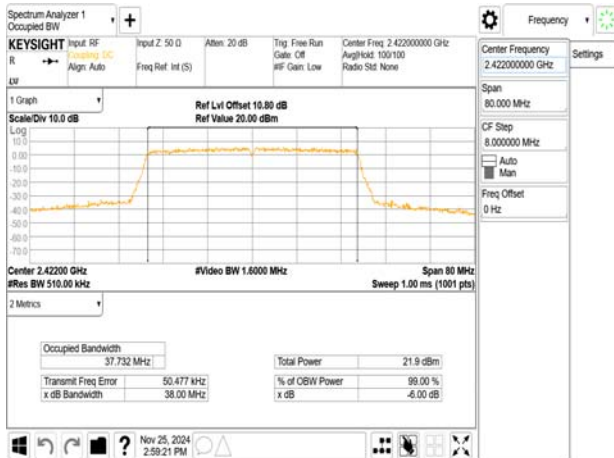 Spectrum Analyzer 1
Occupied BW
Frequency
Settings
KEYSIGHT
R
Input: RF
Coupling: DC
Align: Auto
Input Z: 50 Ω
Freq Ref: Int (S)
Atten: 20 dB
Trig: Free Run
Gate: Off
#IF Gain: Low
Center Freq: 2.422000000 GHz
Avg|Hold: 100/100
Radio Std: None
Center Frequency
2.422000000 GHz
Span
80.000 MHz
CF Step
8.000000 MHz
Auto
Man
Freq Offset
0 Hz
1 Graph
Scale/Div 10.0 dB
Ref Lvl Offset 10.80 dB
Ref Value 20.00 dBm
Log
10.0
0.00
-10.0
-20.0
-30.0
-40.0
-50.0
-60.0
-70.0
Center 2.42200 GHz
#Video BW 1.6000 MHz
Span 80 MHz
#Res BW 510.00 kHz
Sweep 1.00 ms (1001 pts)
2 Metrics
Occupied Bandwidth
37.732 MHz
Total Power 21.9 dBm
Transmit Freq Error 50.477 kHz
% of OBW Power 99.00 %
x dB Bandwidth 38.00 MHz
x dB -6.00 dB
?
Nov 25, 2024
2:59:21 PM